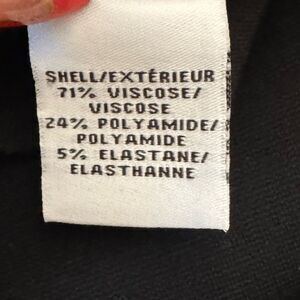 SHELL/EXTÉRIEUR
71% VISCOSE/
VISCOSE
24% POLYAMIDE/
POLYAMIDE
5% ELASTANE/
ELASTHANNE